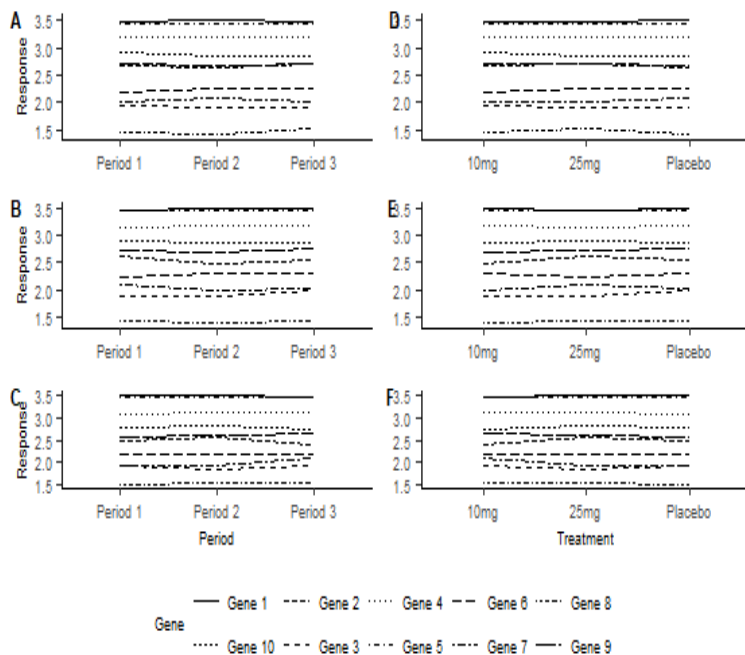 A
Response
3.5
3.0
2.5
2.0
1.5
Period 1 Period 2 Period 3
D
3.5
3.0
2.5
2.0
1.5
10mg 25mg Placebo
B
Response
3.5
3.0
2.5
2.0
1.5
Period 1 Period 2 Period 3
E
3.5
3.0
2.5
2.0
1.5
10mg 25mg Placebo
C
Response
3.5
3.0
2.5
2.0
1.5
Period 1 Period 2 Period 3
Period
F
3.5
3.0
2.5
2.0
1.5
10mg 25mg Placebo
Treatment
Gene
Gene 1 Gene 2 Gene 4 Gene 6 Gene 8
Gene 10 Gene 3 Gene 5 Gene 7 Gene 9